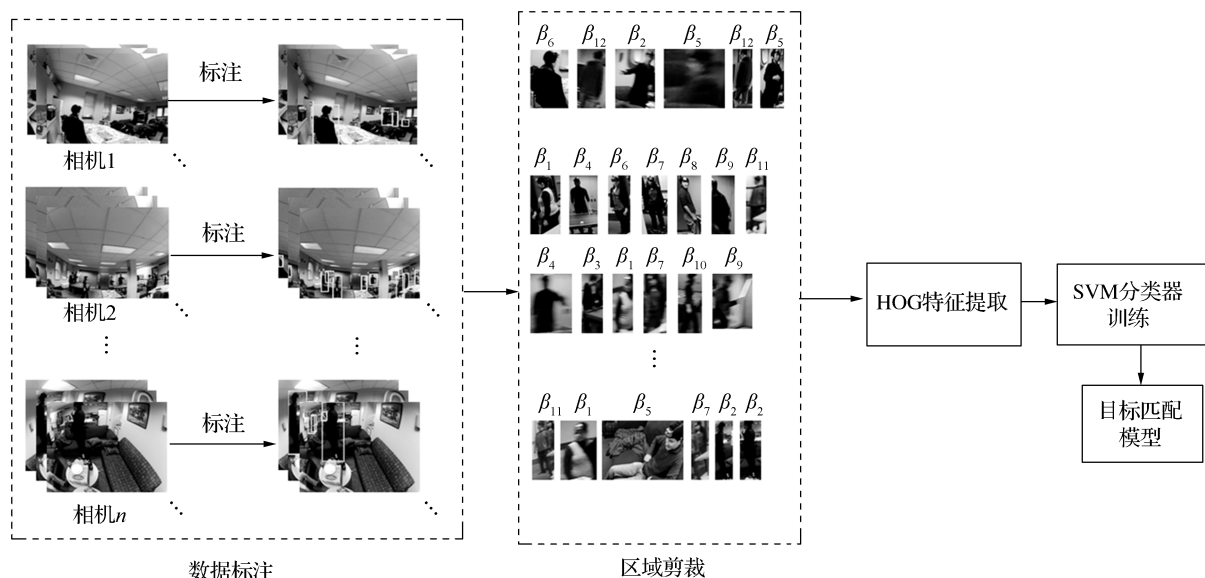 标注
相机1
标注
相机2
标注
相机n
数据标注
β6 β12 β2 β5 β12 β5
β1 β4 β6 β7 β8 β9 β11
β4 β3 β1 β7 β10 β9
β11 β1 β5 β7 β2 β2
区域剪裁
HOG特征提取
SVM分类器
训练
目标匹配
模型